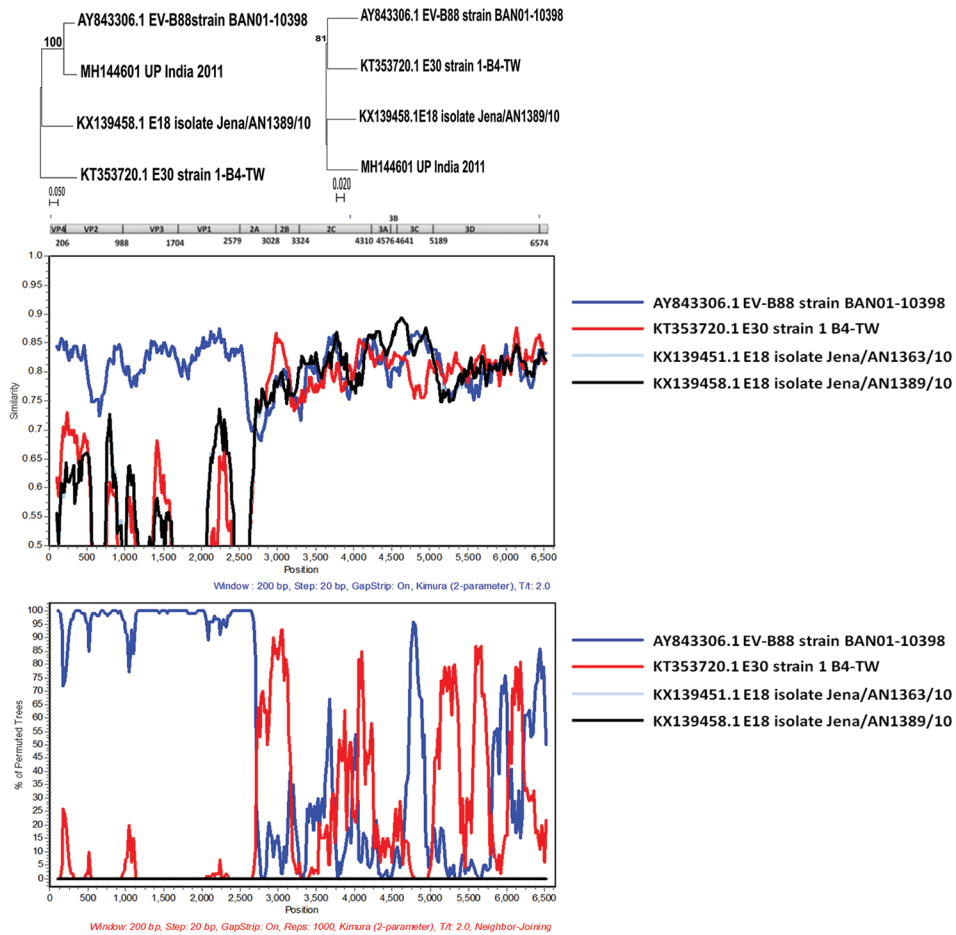 AY843306.1 EV-B88strain BAN01-10398
100
MH144601 UP India 2011
KX139458.1 E18 isolate Jena/AN1389/10
KT353720.1 E30 strain 1-B4-TW
0.050
AY843306.1 EV-B88 strain BAN01-10398
81
KT353720.1 E30 strain 1-B4-TW
KX139458.1E18 isolate Jena/AN1389/10
MH144601 UP India 2011
0.020
3B
VP4 VP2 VP3 VP1 2A 2B 2C 3A 3C 3D
206 988 1704 2579 3028 3324 4310 4576 4641 5189 6574
1.0
0.95
0.9
0.85
0.8
0.75
0.7
0.65
0.6
0.55
0.5
Similarity
0 500 1,000 1,500 2,000 2,500 3,000 3,500 4,000 4,500 5,000 5,500 6,000 6,500
Position
Window : 200 bp, Step: 20 bp, GapStrip: On, Kimura (2-parameter), T/t: 2.0
AY843306.1 EV-B88 strain BAN01-10398
KT353720.1 E30 strain 1 B4-TW
KX139451.1 E18 isolate Jena/AN1363/10
KX139458.1 E18 isolate Jena/AN1389/10
100
95
90
85
80
75
70
65
60
55
50
45
40
35
30
25
20
15
10
5
0
% of Permuted Trees
0 500 1,000 1,500 2,000 2,500 3,000 3,500 4,000 4,500 5,000 5,500 6,000 6,500
Position
Window: 200 bp, Step: 20 bp, GapStrip: On, Reps: 1000, Kimura (2-parameter), T/t: 2.0, Neighbor-Joining
AY843306.1 EV-B88 strain BAN01-10398
KT353720.1 E30 strain 1 B4-TW
KX139451.1 E18 isolate Jena/AN1363/10
KX139458.1 E18 isolate Jena/AN1389/10